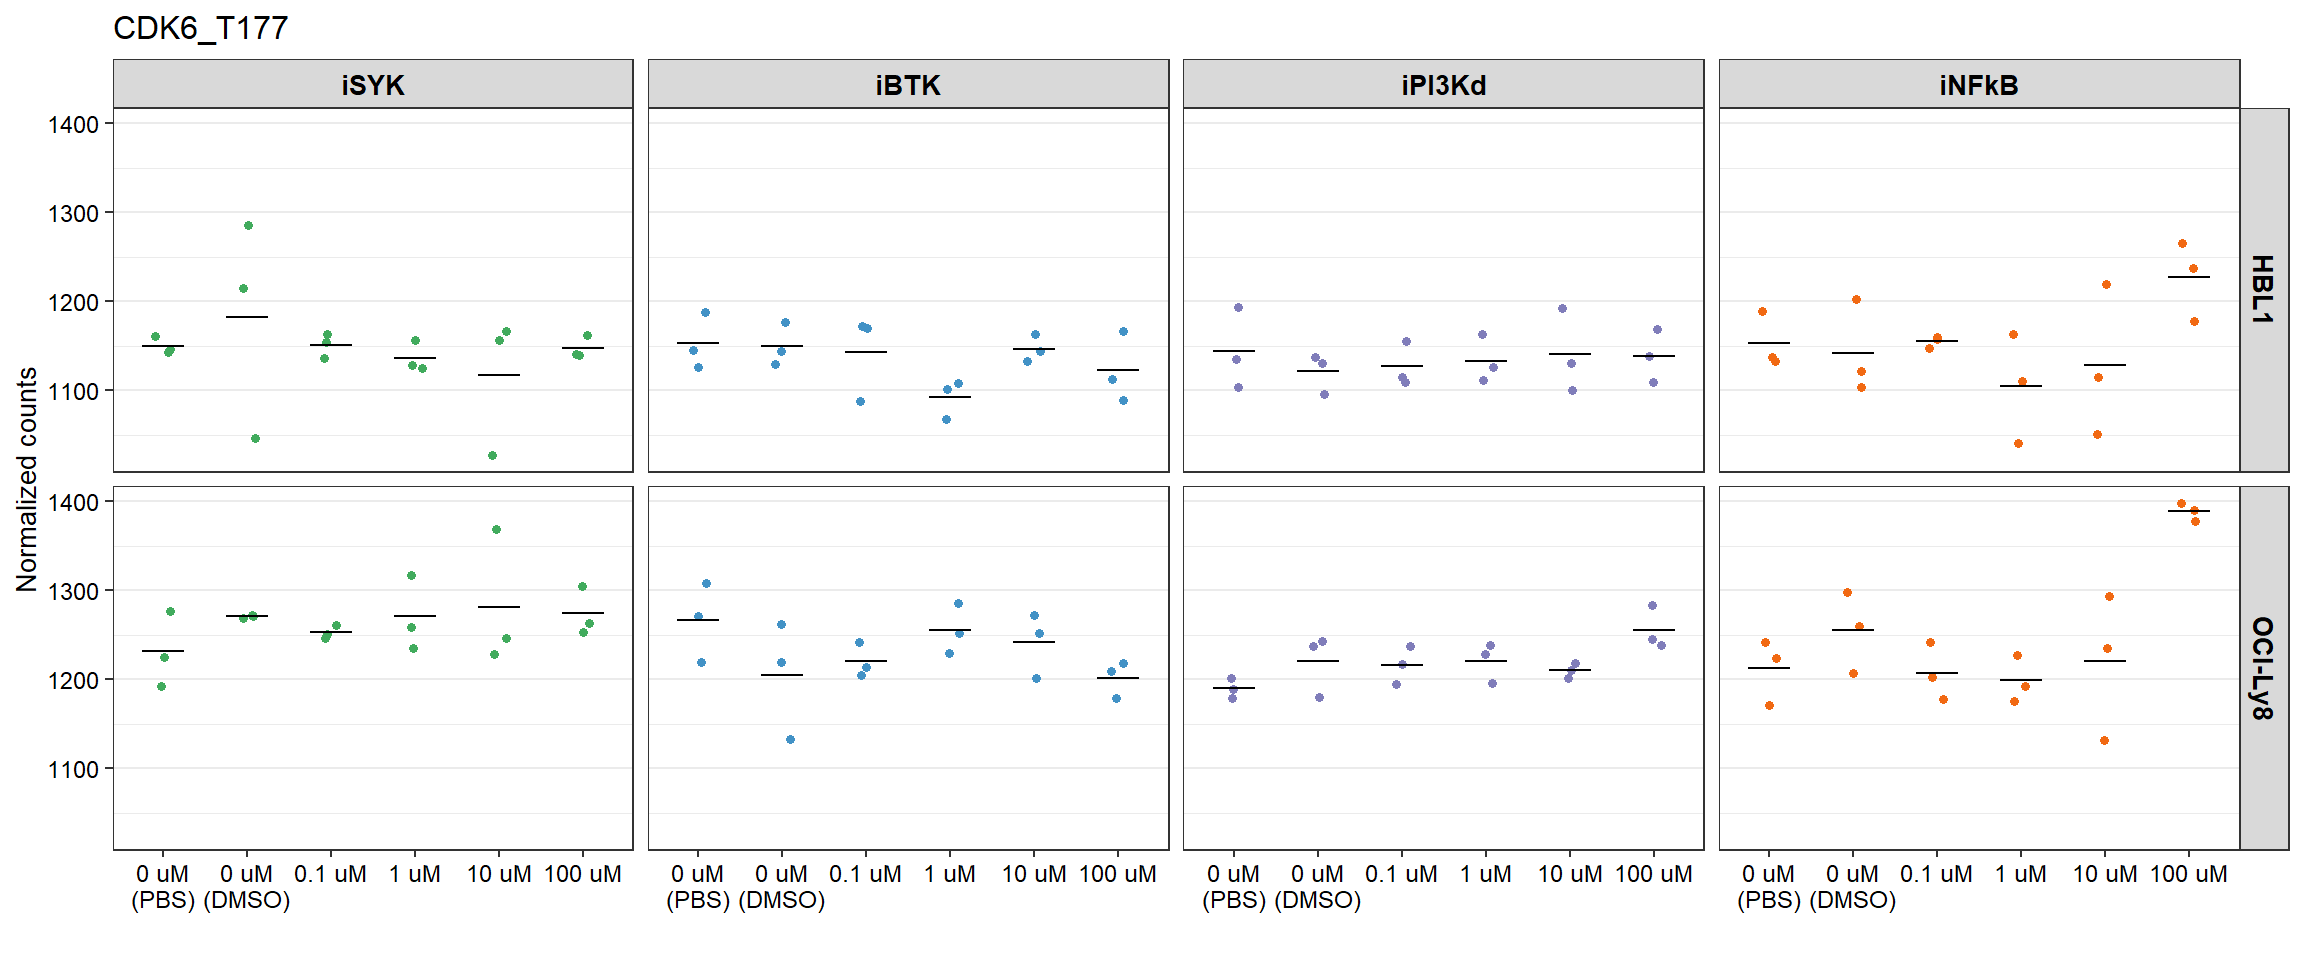 CDK6_T177
iSYK iBTK iPI3Kd iNFkB
1400
1300
1200
1100
HBL1
Normalized counts
1400
1300
1200
1100
OCI-Ly8
0 uM 0 uM 0.1 uM 1 uM 10 uM 100 uM 0 uM 0 uM 0.1 uM 1 uM 10 uM 100 uM 0 uM 0 uM 0.1 uM 1 uM 10 uM 100 uM 0 uM 0 uM 0.1 uM 1 uM 10 uM 100 uM
(PBS) (DMSO) (PBS) (DMSO) (PBS) (DMSO) (PBS) (DMSO)